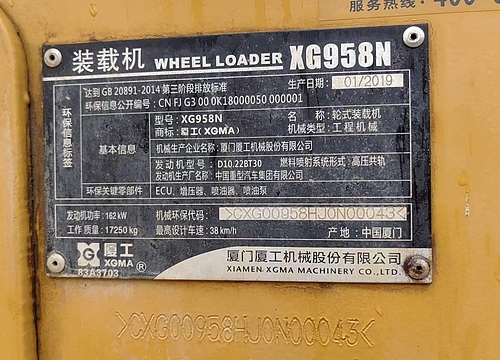 服务热线: 400-
装载机 WHEEL LOADER XG958N
达到 GB 20891-2014 第三阶段排放标准
生产日期: 01/2019
环保信息公开编号: CN FJ G3 00 0K18000050 000001
环保信息标签
基本信息
型号: XG958N 名 称: 轮式装载机
商标: 厦工 (XGMA) 机械类型: 工程机械
机械生产企业名称: 厦门厦工机械股份有限公司
发动机型号: D10.22BT30 燃料喷射系统形式: 高压共轨
发动机生产厂名称: 中国重型汽车集团有限公司
环保关键零部件 ECU、增压器、喷油器、喷油泵
发动机功率: 162 kW 机械环保代码: >CXG00958HJ0N00043<
工作质量: 17250 kg 最高设计车速: 38 km/h 产 地: 中国厦门
厦工 XGMA ®
83A3703
厦门厦工机械股份有限公司
XIAMEN XGMA MACHINERY CO.,LTD.
>CXG00958HJ0N00043<